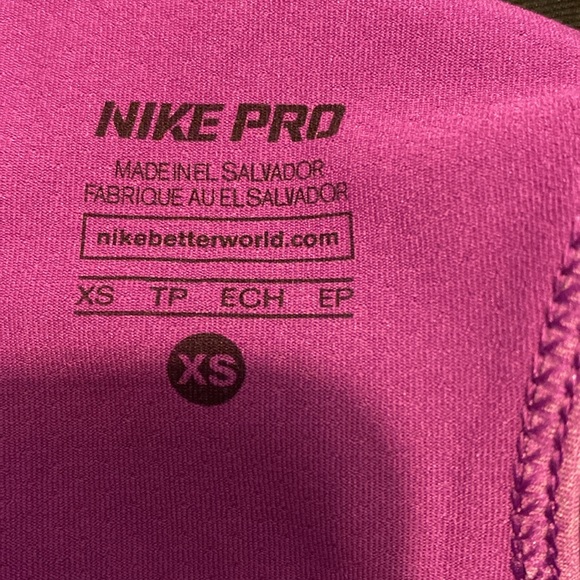 NIKE PRO
MADE IN EL SALVADOR
FABRIQUE AU EL SALVADOR
nikebetterworld.com
XS TP ECH EP
XS